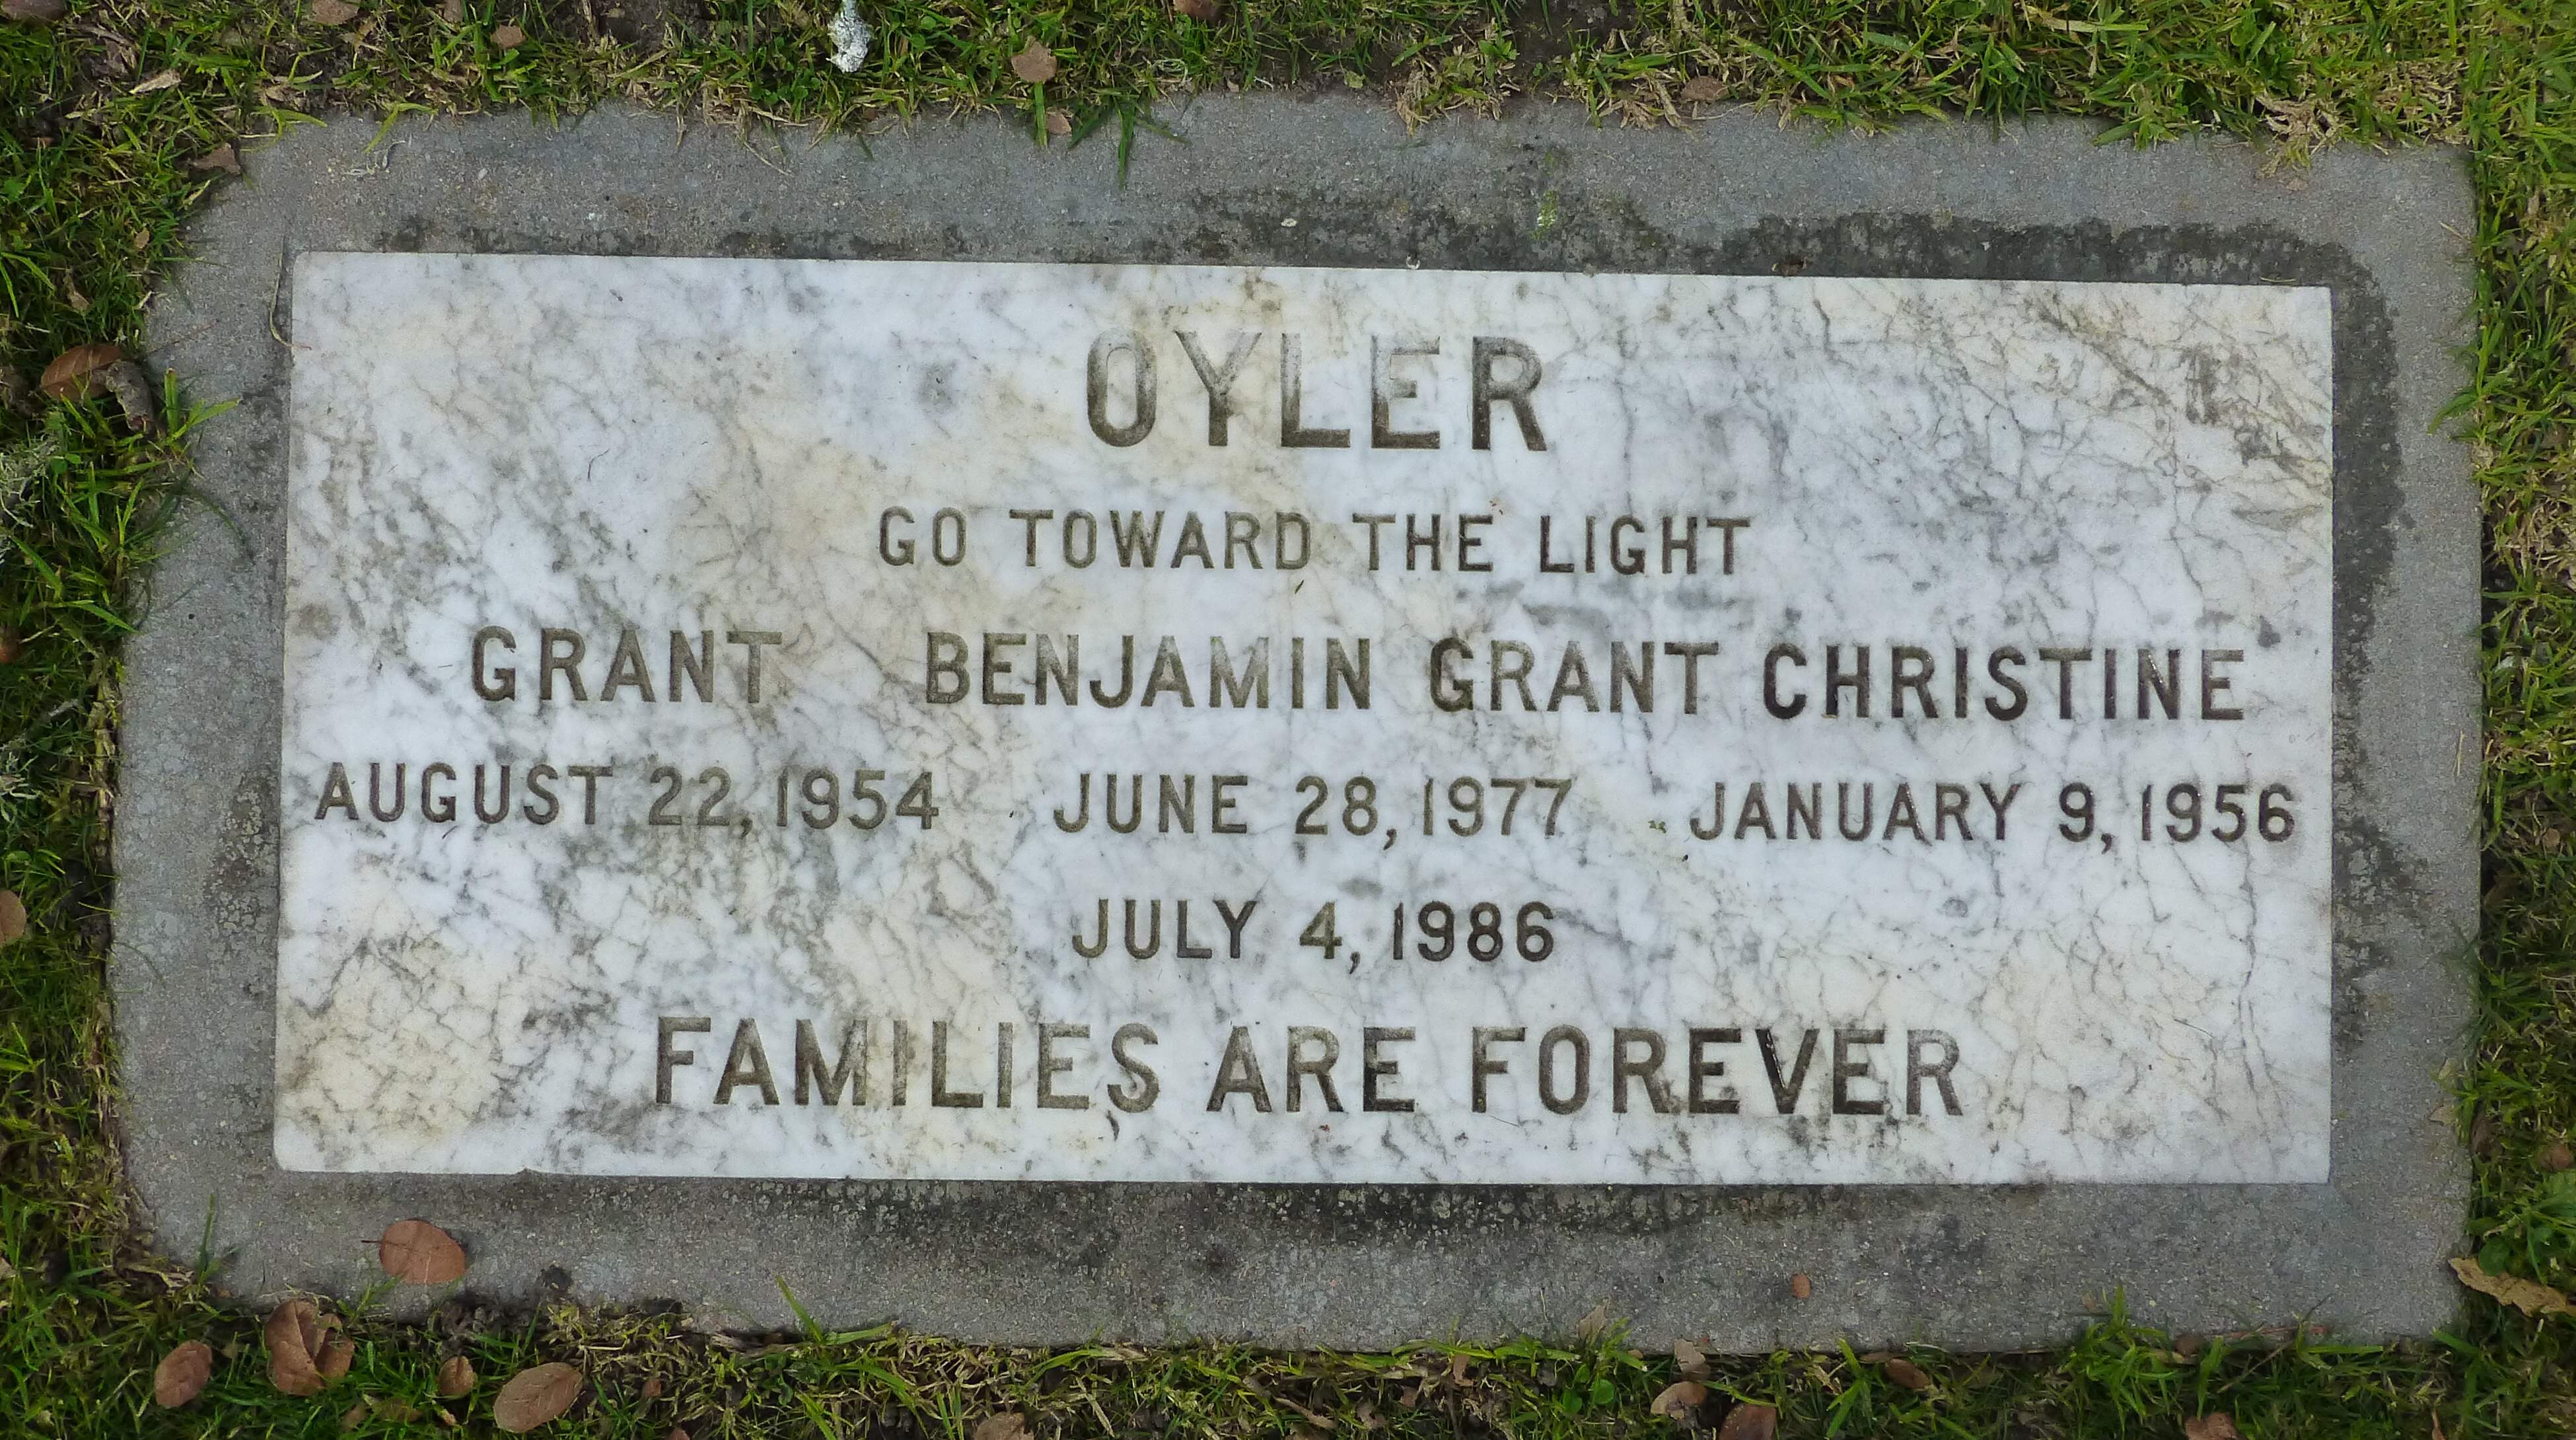 OYLER
GO TOWARD THE LIGHT
GRANT BENJAMIN GRANT CHRISTINE
AUGUST 22, 1954 JUNE 28, 1977 JANUARY 9, 1956
JULY 4, 1986
FAMILIES ARE FOREVER